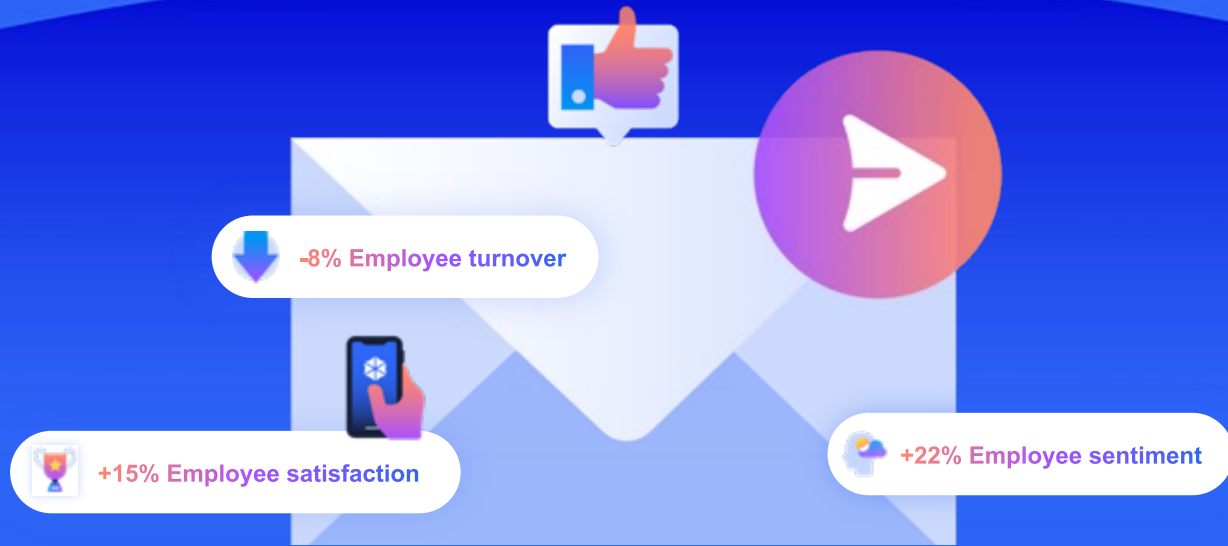 -8% Employee turnover
+15% Employee satisfaction
+22% Employee sentiment